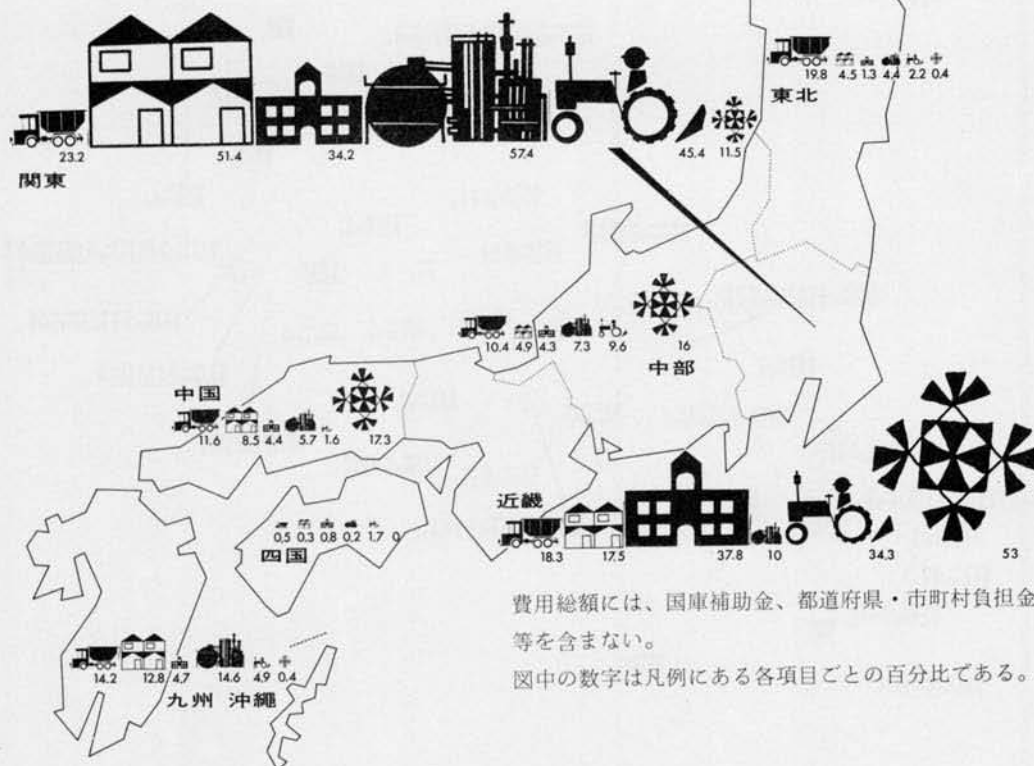 19.8 4.5 1.3 4.4 2.2 0.4
東北
23.2 51.4 34.2 57.4 45.4 11.5
関東
10.4 4.9 4.3 7.3 9.6 16
中部
中国
11.6 8.5 4.4 5.7 1.6 17.3
近畿
18.3 17.5 37.8 10 34.3 53
0,5 0.3 0.8 0.2 1.7 0
四国
14.2 12.8 4.7 14.6 4.9 0.4
九州 沖縄
費用総額には、国庫補助金、都道府県・市町村負担金
等を含まない。
図中の数字は凡例にある各項目ごとの百分比である。